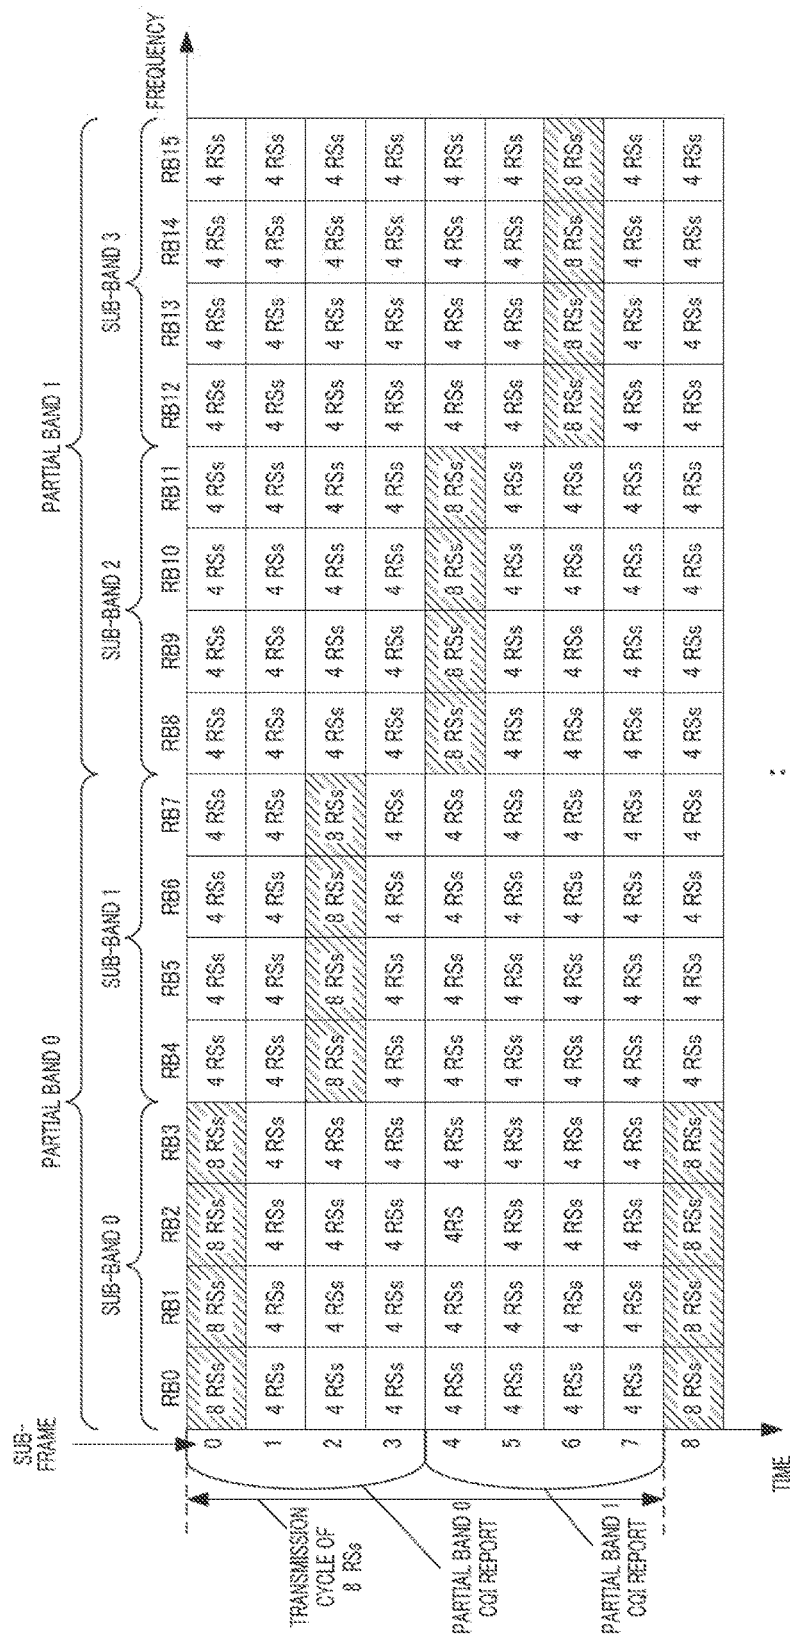 FREQUENCY
PARTIAL BAND 0 PARTIAL BAND 1
SUB-BAND 0 SUB-BAND 1 SUB-BAND 2 SUB-BAND 3
SUB-
FRAME
RB0 RB1 RB2 RB3 RB4 RB5 RB6 RB7 RB8 RB9 RB10 RB11 RB12 RB13 RB14 RB15
0 8 RSs 8 RSs 8 RSs 8 RSs 4 RSs 4 RSs 4 RSs 4 RSs 4 RSs 4 RSs 4 RSs 4 RSs 4 RSs 4 RSs 4 RSs 4 RSs
1 4 RSs 4 RSs 4 RSs 4 RSs 4 RSs 4 RSs 4 RSs 4 RSs 4 RSs 4 RSs 4 RSs 4 RSs 4 RSs 4 RSs 4 RSs 4 RSs
2 4 RSs 4 RSs 4 RSs 4 RSs 8 RSs 8 RSs 8 RSs 8 RSs 4 RSs 4 RSs 4 RSs 4 RSs 4 RSs 4 RSs 4 RSs 4 RSs
3 4 RSs 4 RSs 4 RSs 4 RSs 4 RSs 4 RSs 4 RSs 4 RSs 4 RSs 4 RSs 4 RSs 4 RSs 4 RSs 4 RSs 4 RSs 4 RSs
4 4 RSs 4 RSs 4RS 4 RSs 4 RSs 4 RSs 4 RSs 4 RSs 8 RSs 8 RSs 8 RSs 8 RSs 4 RSs 4 RSs 4 RSs 4 RSs
5 4 RSs 4 RSs 4 RSs 4 RSs 4 RSs 4 RSs 4 RSs 4 RSs 4 RSs 4 RSs 4 RSs 4 RSs 4 RSs 4 RSs 4 RSs 4 RSs
6 4 RSs 4 RSs 4 RSs 4 RSs 4 RSs 4 RSs 4 RSs 4 RSs 4 RSs 4 RSs 4 RSs 4 RSs 8 RSs 8 RSs 8 RSs 8 RSs
7 4 RSs 4 RSs 4 RSs 4 RSs 4 RSs 4 RSs 4 RSs 4 RSs 4 RSs 4 RSs 4 RSs 4 RSs 4 RSs 4 RSs 4 RSs 4 RSs
8 8 RSs 8 RSs 8 RSs 8 RSs 4 RSs 4 RSs 4 RSs 4 RSs 4 RSs 4 RSs 4 RSs 4 RSs 4 RSs 4 RSs 4 RSs 4 RSs
TRANSMISSION
CYCLE OF
8 RSs
PARTIAL BAND 0
CQI REPORT
PARTIAL BAND 1
CQI REPORT
TIME